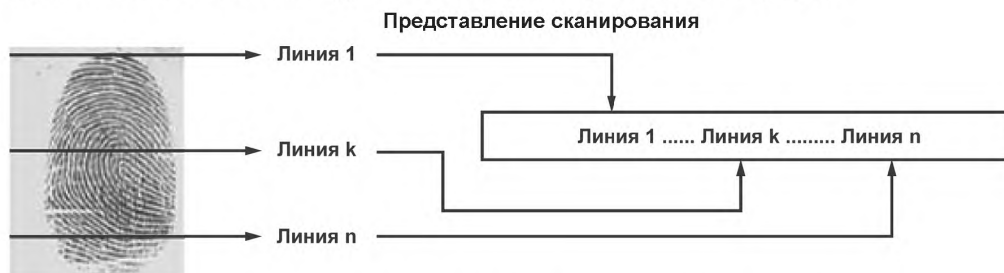 Представление сканирования
Линия 1
Линия 1 ...... Линия k ......... Линия n
Линия k
Линия n